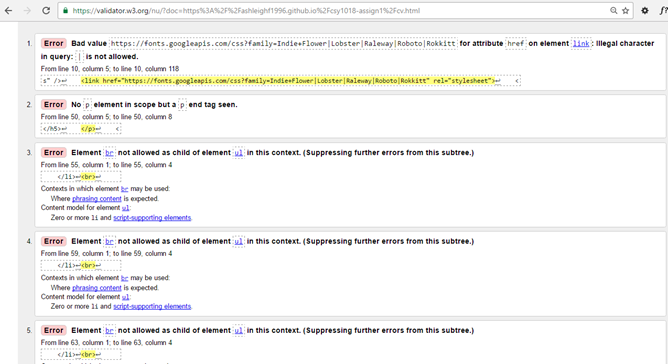 https://validator.w3.org/nu/?doc=https%3A%2F%2Fashleighf1996.github.io%2Fcsy1018-assign1%2Fcv.html
1. Error Bad value https://fonts.googleapis.com/css?family=Indie+Flower|Lobster|Raleway|Roboto|Rokkitt for attribute href on element link: Illegal character
in query: | is not allowed.
From line 10, column 5; to line 10, column 118
s" />↩ <link href="https://fonts.googleapis.com/css?family=Indie+Flower|Lobster|Raleway|Roboto|Rokkitt" rel="stylesheet">↩ <
2. Error No p element in scope but a p end tag seen.
From line 50, column 5; to line 50, column 8
</h5>↩ </p>↩ <
3. Error Element br not allowed as child of element ul in this context. (Suppressing further errors from this subtree.)
From line 55, column 1; to line 55, column 4
</li>↩<br>↩
Contexts in which element br may be used:
Where phrasing content is expected.
Content model for element ul:
Zero or more li and script-supporting elements.
4. Error Element br not allowed as child of element ul in this context. (Suppressing further errors from this subtree.)
From line 59, column 1; to line 59, column 4
</li>↩<br>↩
Contexts in which element br may be used:
Where phrasing content is expected.
Content model for element ul:
Zero or more li and script-supporting elements.
5. Error Element br not allowed as child of element ul in this context. (Suppressing further errors from this subtree.)
From line 63, column 1; to line 63, column 4
</li>↩<br>↩